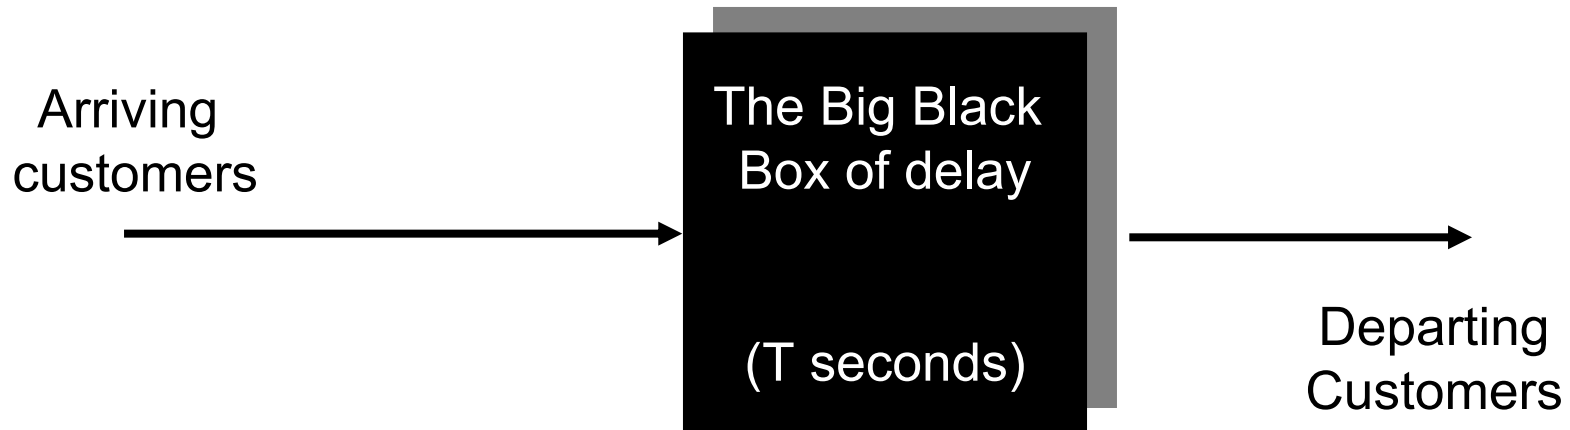 Arriving
customers
The Big Black
Box of delay
(T seconds)
Departing
Customers